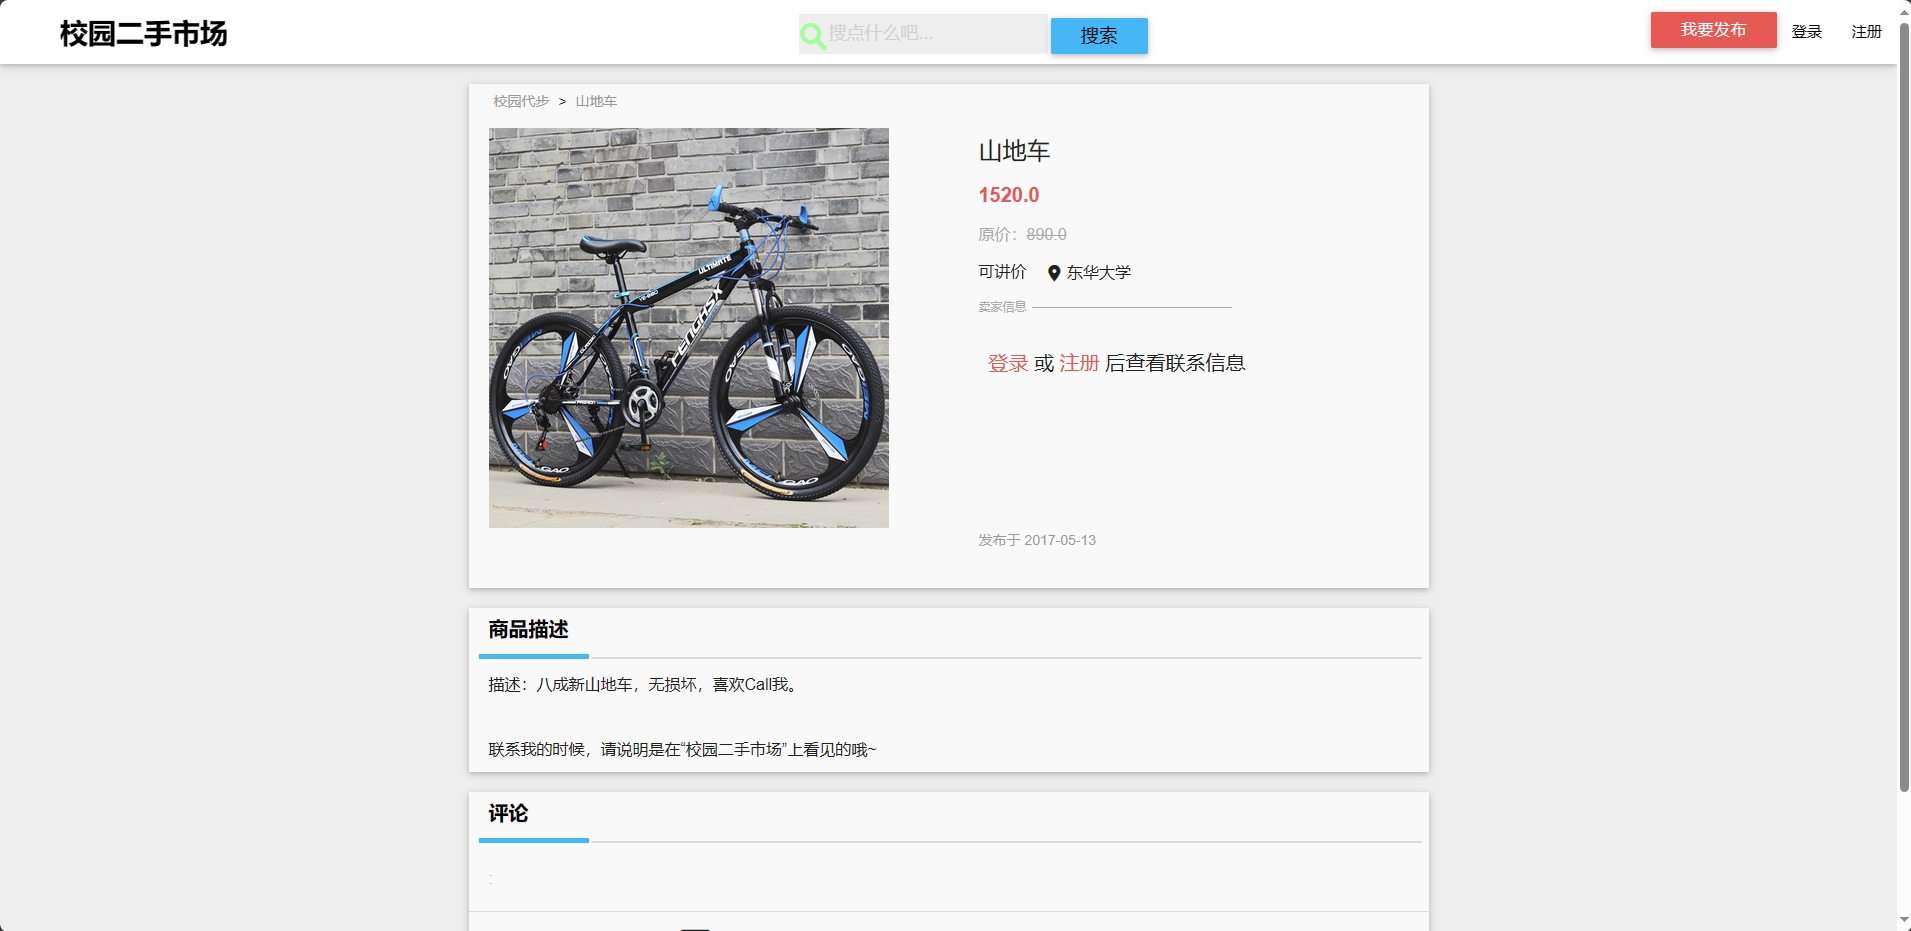 校园二手市场
搜点什么吧...
搜索
我要发布
登录
注册
校园代步 > 山地车
ULTIMATE
FENGHSX
山地车
1520.0
原价：890.0
可讲价 东华大学
卖家信息
登录 或 注册 后查看联系信息
发布于 2017-05-13
商品描述
描述：八成新山地车，无损坏，喜欢Call我。
联系我的时候，请说明是在“校园二手市场”上看见的哦~
评论
: